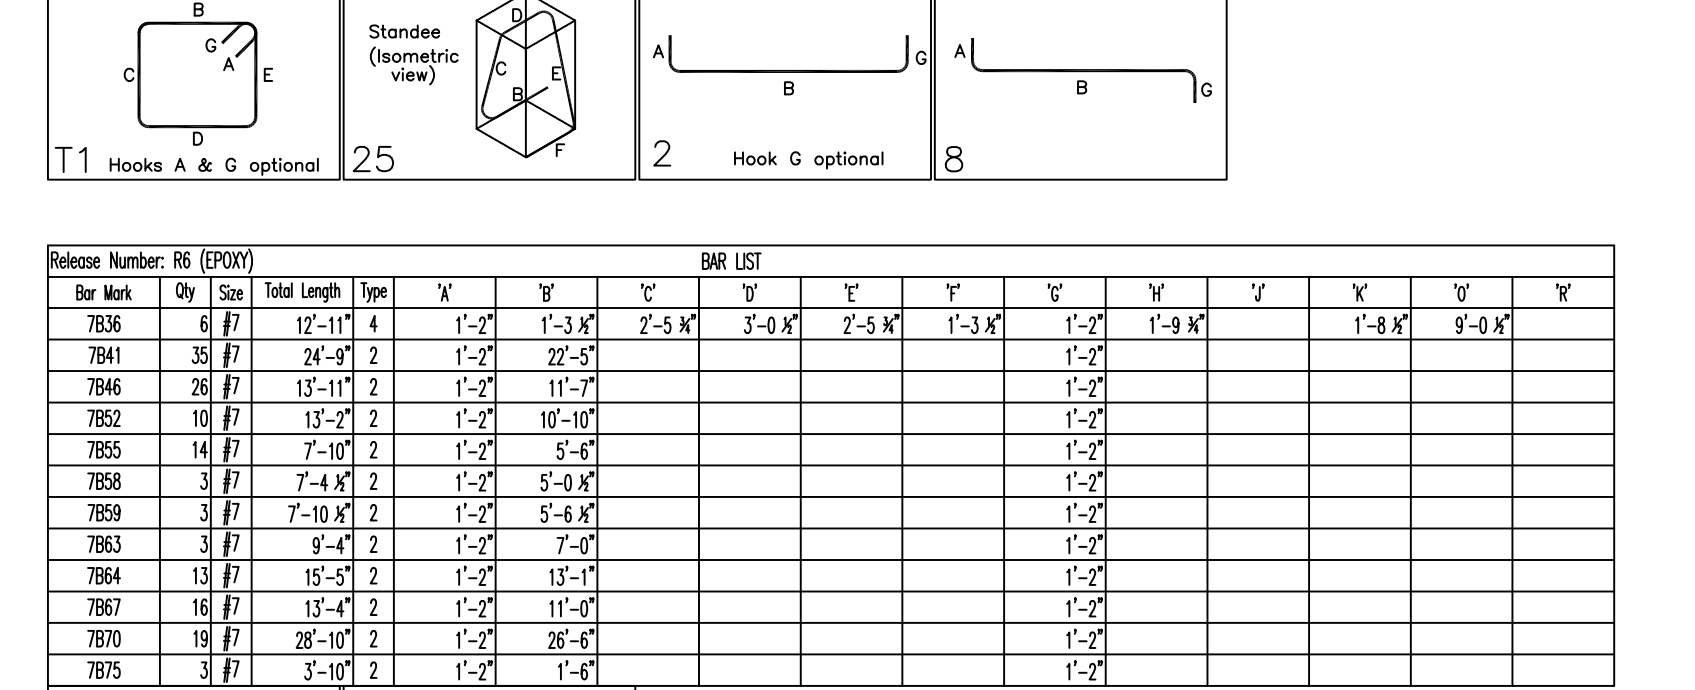 B
G
A
C
E
D
T1 Hooks A & G optional
Standee
(Isometric
view)
D
C
E
B
F
25
A
G
B
2 Hook G optional
A
B
G
8
Release Number: R6 (EPOXY) BAR LIST
Bar Mark Qty Size Total Length Type 'A' 'B' 'C' 'D' 'E' 'F' 'G' 'H' 'J' 'K' 'O' 'R'
7B36 6 #7 12'-11" 4 1'-2" 1'-3 ½" 2'-5 ¾" 3'-0 ½" 2'-5 ¾" 1'-3 ½" 1'-2" 1'-9 ¾" 1'-8 ½" 9'-0 ½"
7B41 35 #7 24'-9" 2 1'-2" 22'-5" 1'-2"
7B46 26 #7 13'-11" 2 1'-2" 11'-7" 1'-2"
7B52 10 #7 13'-2" 2 1'-2" 10'-10" 1'-2"
7B55 14 #7 7'-10" 2 1'-2" 5'-6" 1'-2"
7B58 3 #7 7'-4 ½" 2 1'-2" 5'-0 ½" 1'-2"
7B59 3 #7 7'-10 ½" 2 1'-2" 5'-6 ½" 1'-2"
7B63 3 #7 9'-4" 2 1'-2" 7'-0" 1'-2"
7B64 13 #7 15'-5" 2 1'-2" 13'-1" 1'-2"
7B67 16 #7 13'-4" 2 1'-2" 11'-0" 1'-2"
7B70 19 #7 28'-10" 2 1'-2" 26'-6" 1'-2"
7B75 3 #7 3'-10" 2 1'-2" 1'-6" 1'-2"